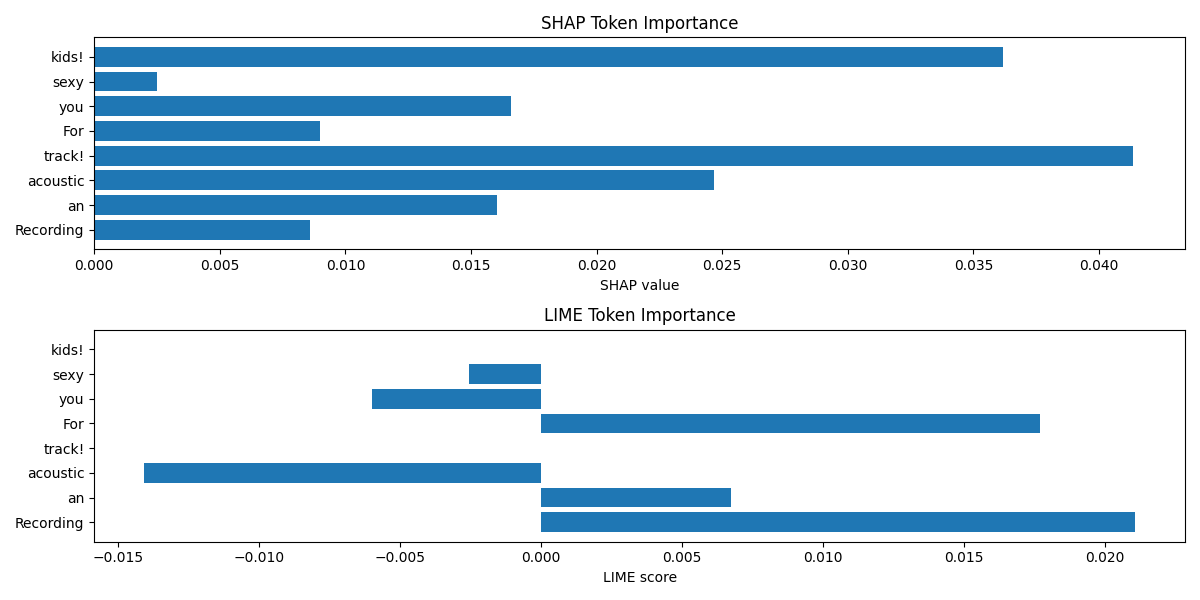 SHAP Token Importance
kids!
sexy
you
For
track!
acoustic
an
Recording
0.000 0.005 0.010 0.015 0.020 0.025 0.030 0.035 0.040
SHAP value
LIME Token Importance
kids!
sexy
you
For
track!
acoustic
an
Recording
−0.015 −0.010 −0.005 0.000 0.005 0.010 0.015 0.020
LIME score